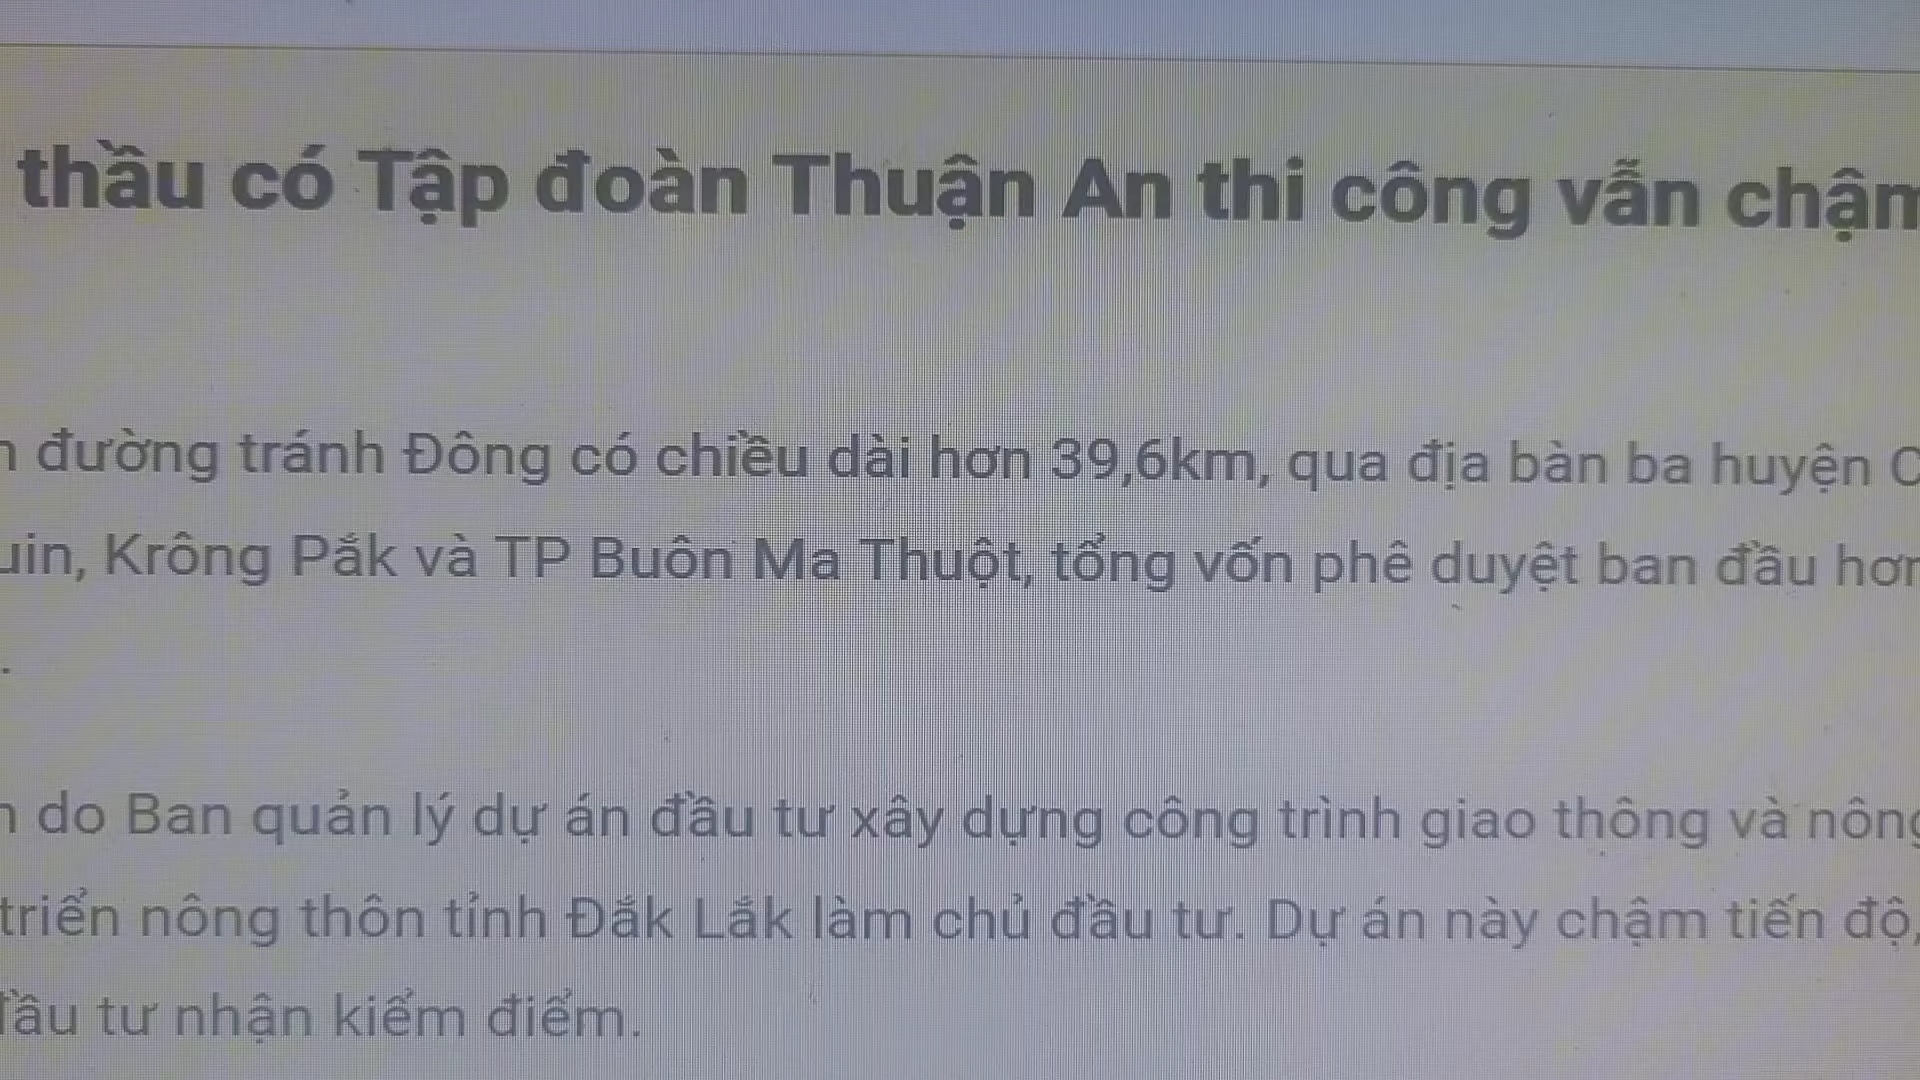 thầu có Tập đoàn Thuận An thi công vẫn chậm
đường tránh Đông có chiều dài hơn 39,6km, qua địa bàn ba huyện C
uin, Krông Pắk và TP Buôn Ma Thuột, tổng vốn phê duyệt ban đầu hơn
.
do Ban quản lý dự án đầu tư xây dựng công trình giao thông và nông
triển nông thôn tỉnh Đắk Lắk làm chủ đầu tư. Dự án này chậm tiến độ,
đầu tư nhận kiểm điểm.